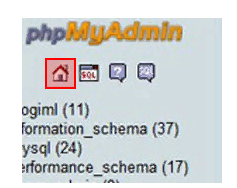 phpMyAdmin
SQL
ogiml (11)
formation_schema (37)
ysql (24)
erformance_schema (17)